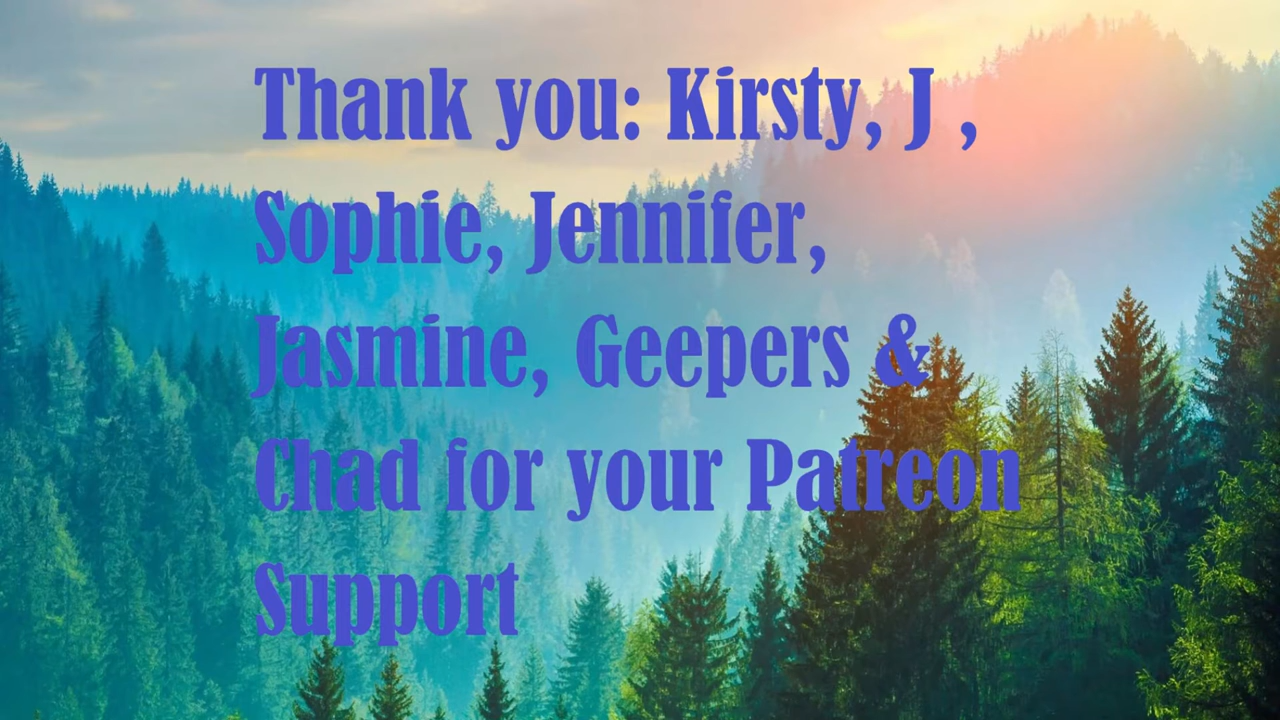 Thank you: Kirsty, J ,
Sophie, Jennifer,
Jasmine, Geepers &
Chad for your Patreon
Support